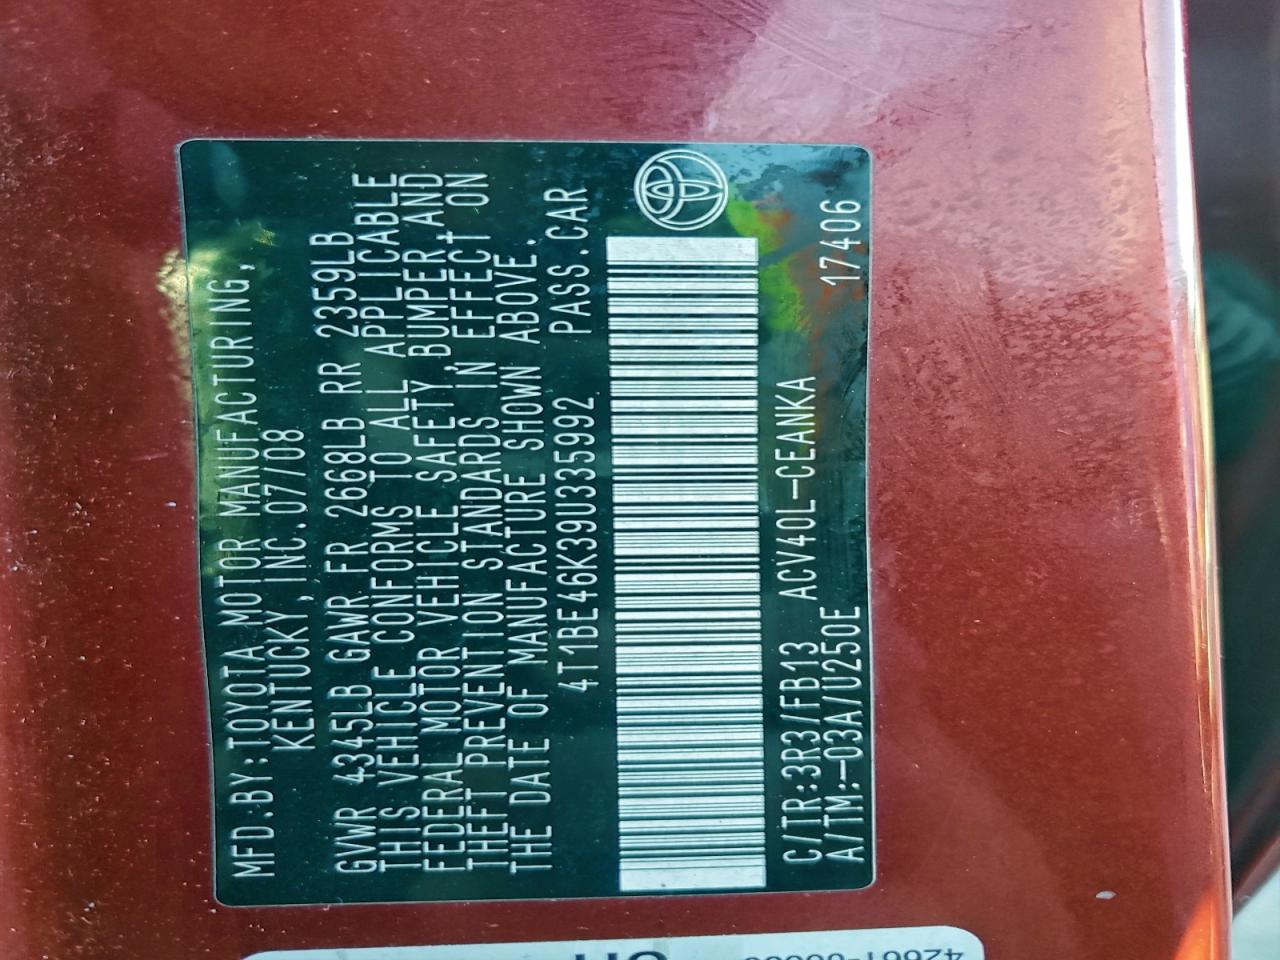 MFD.BY:TOYOTA MOTOR MANUFACTURING,
KENTUCKY,INC.07/08
GVWR 4345LB GAWR FR 2668LB RR 2359LB
THIS VEHICLE CONFORMS TO ALL APPLICABLE
FEDERAL MOTOR VEHICLE SAFETY,BUMPER,AND
THEFT PREVENTION STANDARDS IN EFFECT ON
THE DATE OF MANUFACTURE SHOWN ABOVE.
4T1BE46K39U335992 PASS.CAR
C/TR:3R3/FB13 ACV40L-CEANKA 17406
A/TM:-03A/U250E